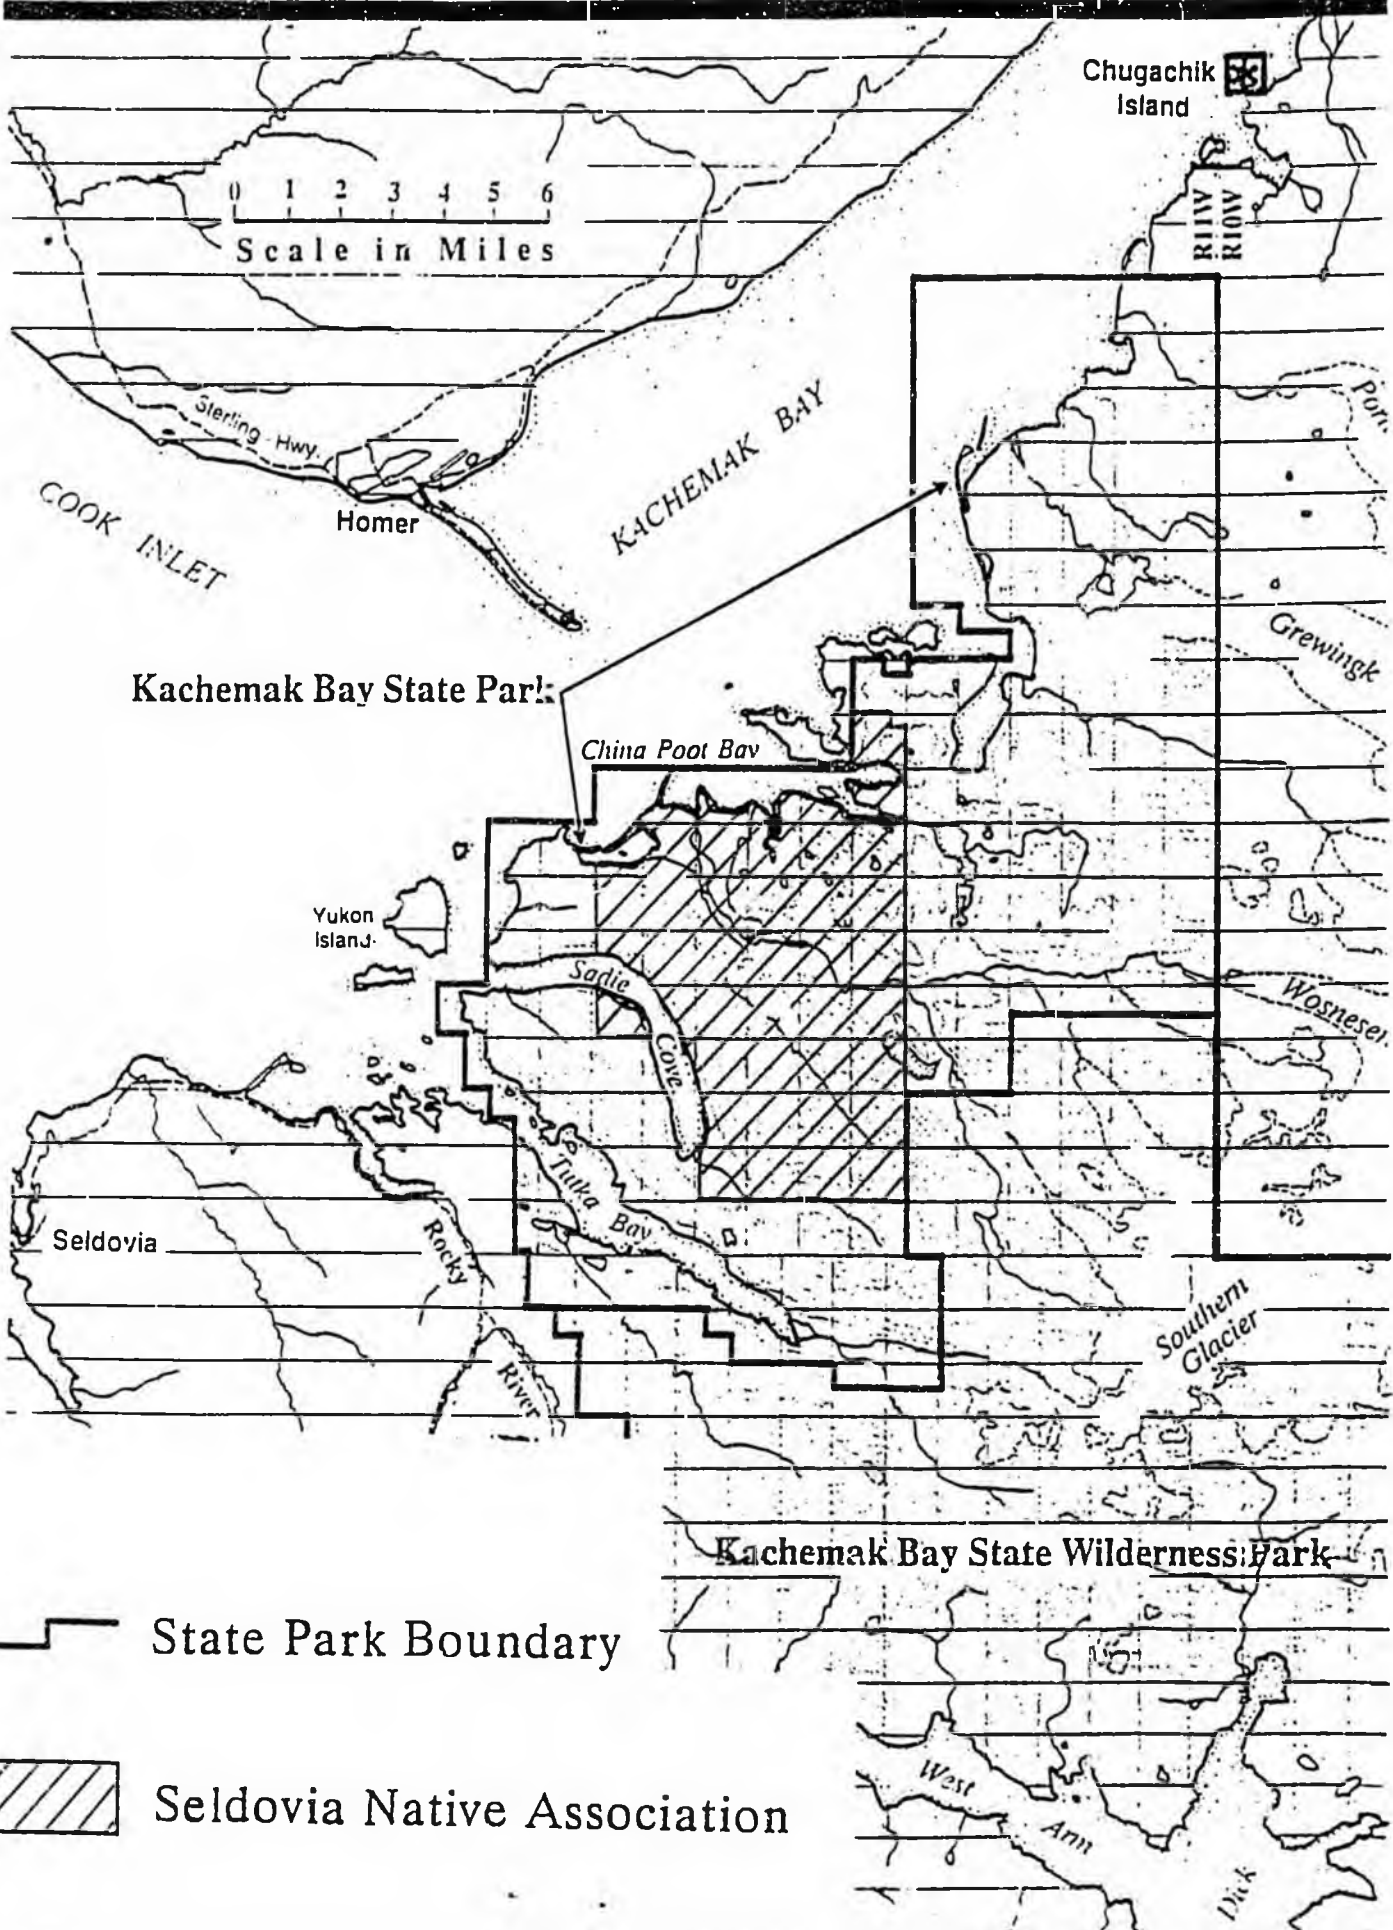 Chugachik
Island
0 1 2 3 4 5 6
Scale in Miles
R11W
R10W
Sterling Hwy.
COOK INLET
Homer
KACHEMAK BAY
Grewingk
Kachemak Bay State Park
China Poot Bay
Yukon
Island
Sadie
Cove
Wosnesen
Tutka Bay
Seldovia
Rocky
River
Southern
Glacier
Kachemak Bay State Wilderness Park
State Park Boundary
West
Arm
Seldovia Native Association
Dick